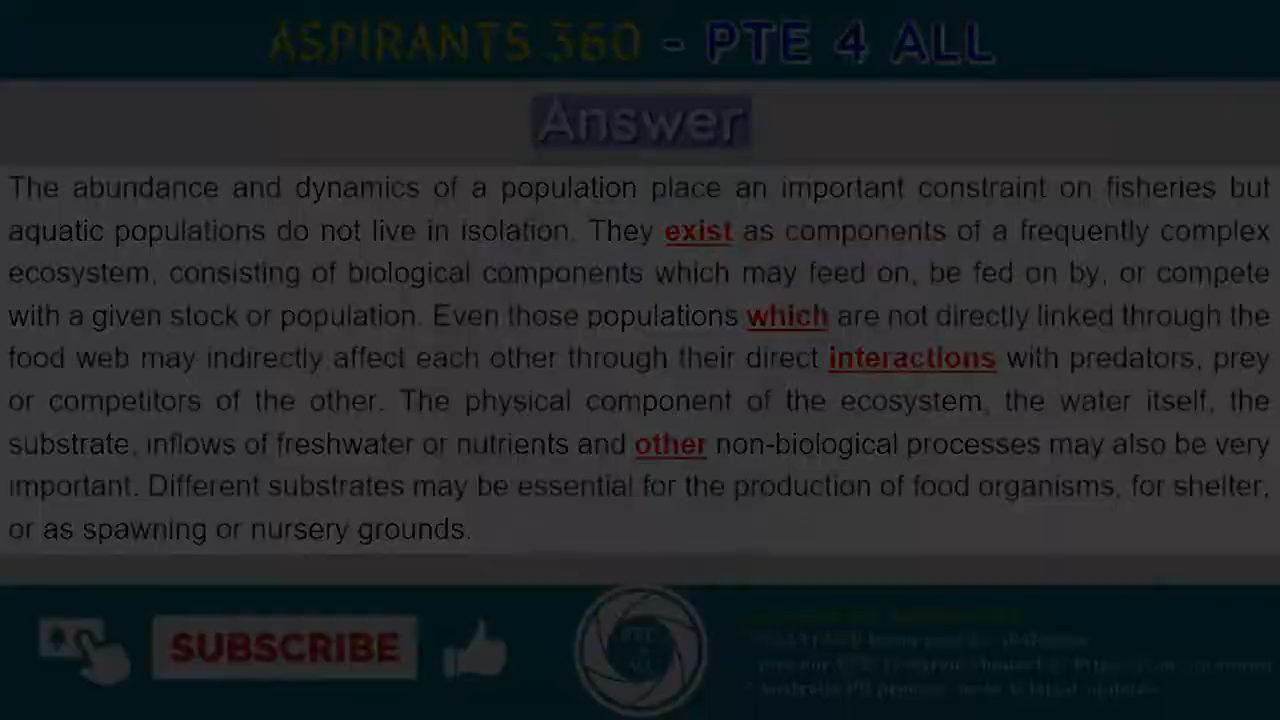 ASPIRANTS 360 - PTE 4 ALL
Answer
The abundance and dynamics of a population place an important constraint on fisheries but
aquatic populations do not live in isolation. They exist as components of a frequently complex
ecosystem, consisting of biological components which may feed on, be fed on by, or compete
with a given stock or population. Even those populations which are not directly linked through the
food web may indirectly affect each other through their direct interactions with predators, prey
or competitors of the other. The physical component of the ecosystem, the water itself, the
substrate, inflows of freshwater or nutrients and other non-biological processes may also be very
important. Different substrates may be essential for the production of food organisms, for shelter,
or as spawning or nursery grounds.
SUBSCRIBE
PTE
4
ALL